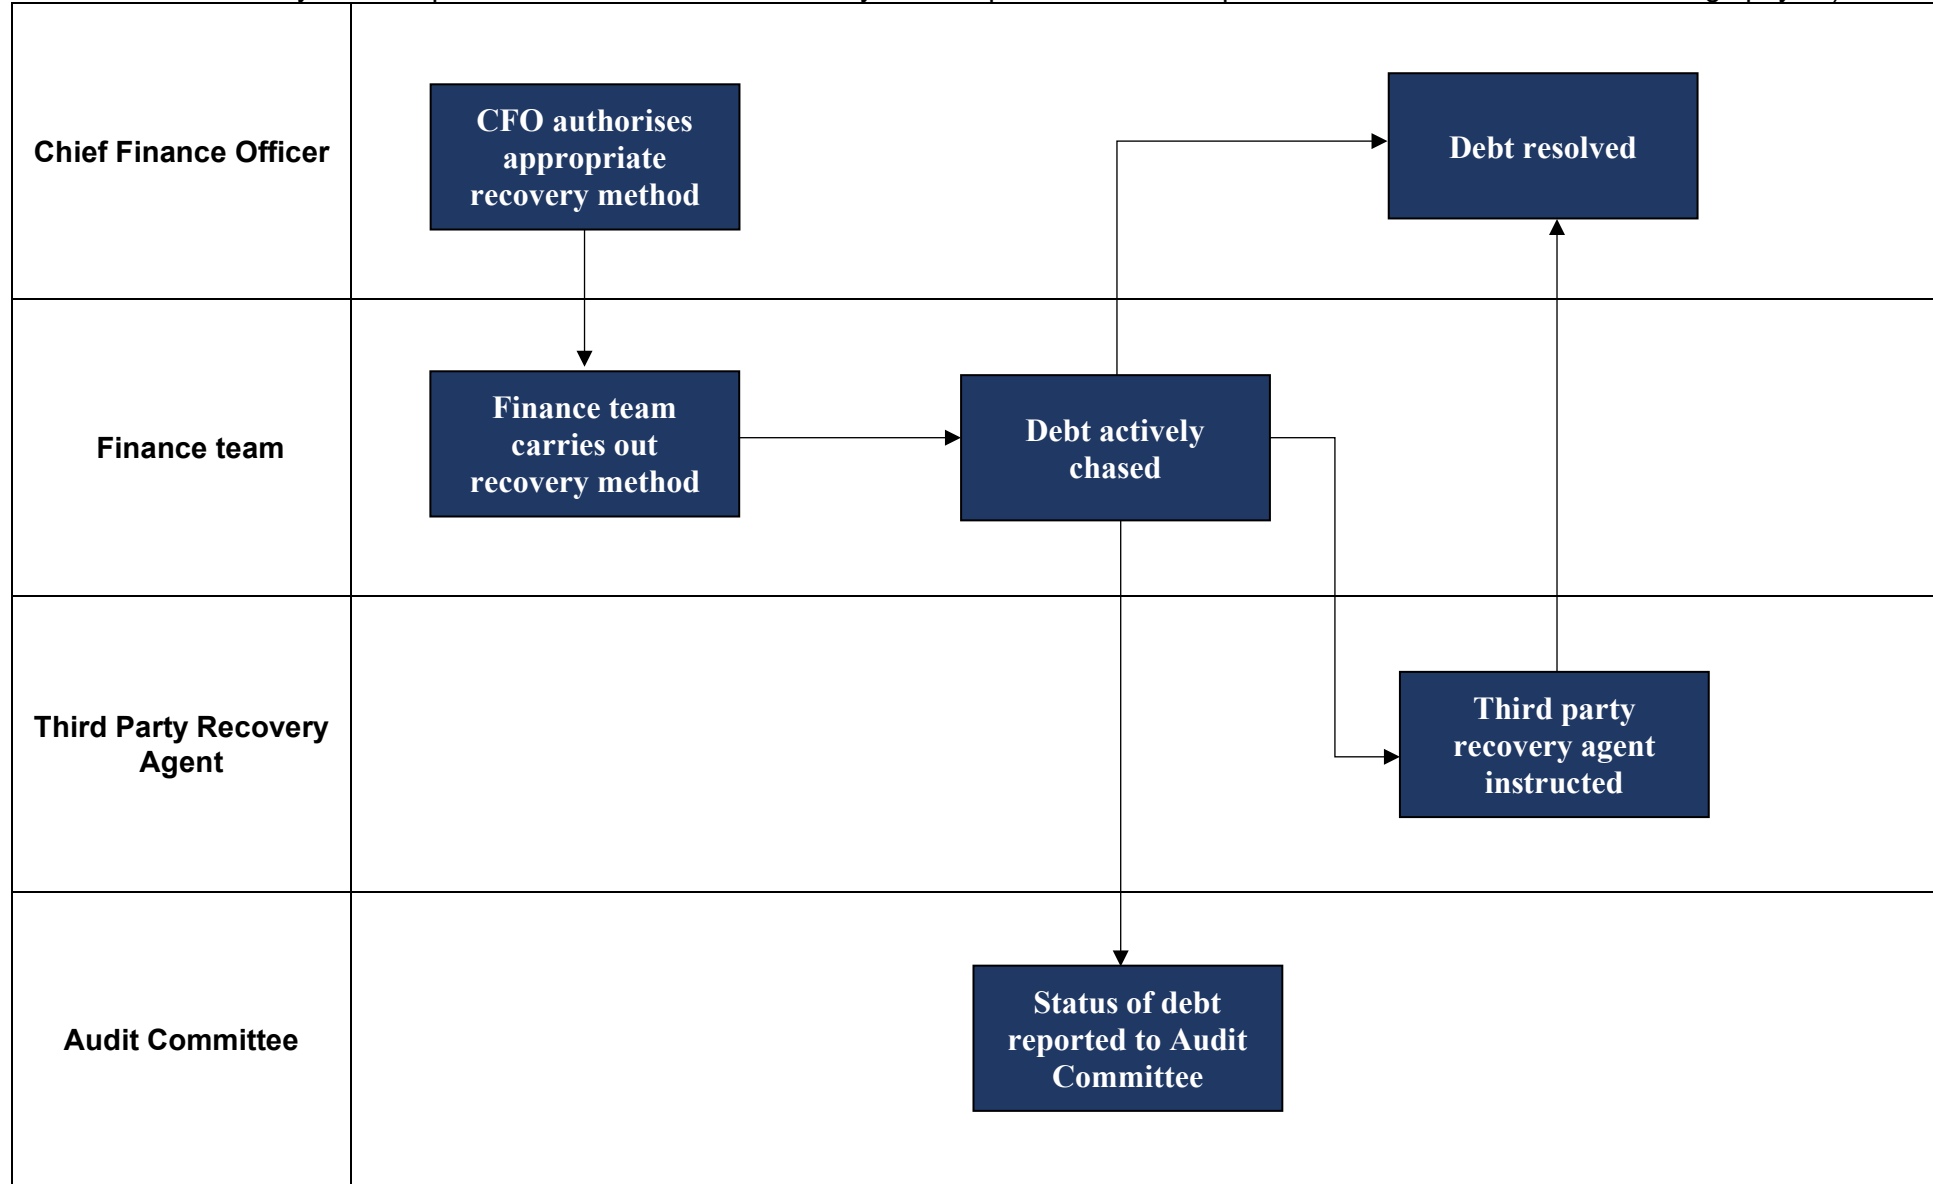 Chief Finance Officer
CFO authorises
appropriate
recovery method
Debt resolved
Finance team
Finance team
carries out
recovery method
Debt actively
chased
Third Party Recovery
Agent
Third party
recovery agent
instructed
Audit Committee
Status of debt
reported to Audit
Committee